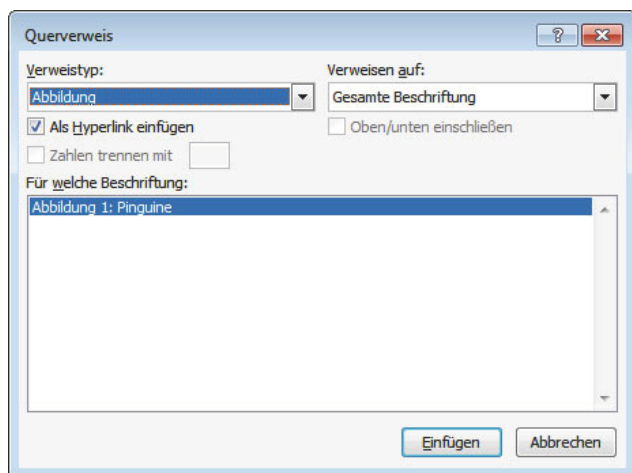 Querverweis
Verweistyp:
Verweisen auf:
Abbildung
Gesamte Beschriftung
Als Hyperlink einfügen
Oben/unten einschließen
Zahlen trennen mit
Für welche Beschriftung:
Abbildung 1: Pinguine
Einfügen
Abbrechen